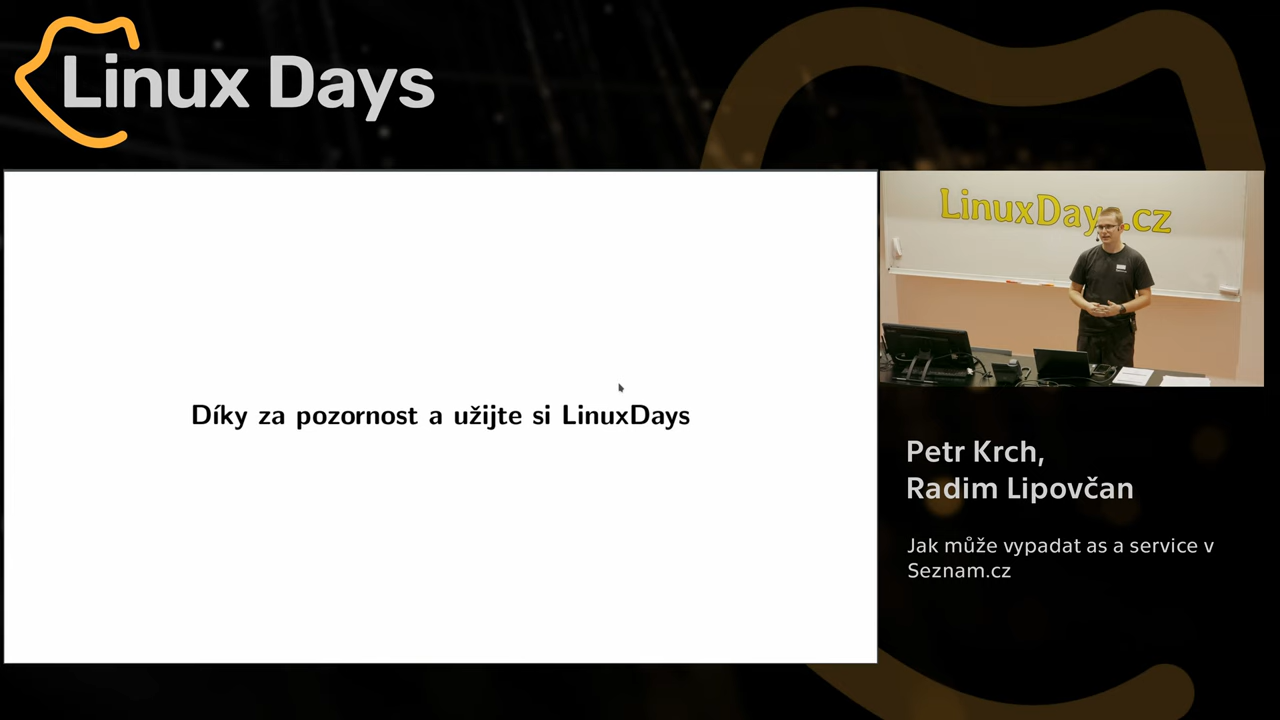 Linux Days
LinuxDay .cz
Díky za pozornost a užijte si LinuxDays
Petr Krch,
Radim Lipovčan
Jak může vypadat as a service v
Seznam.cz